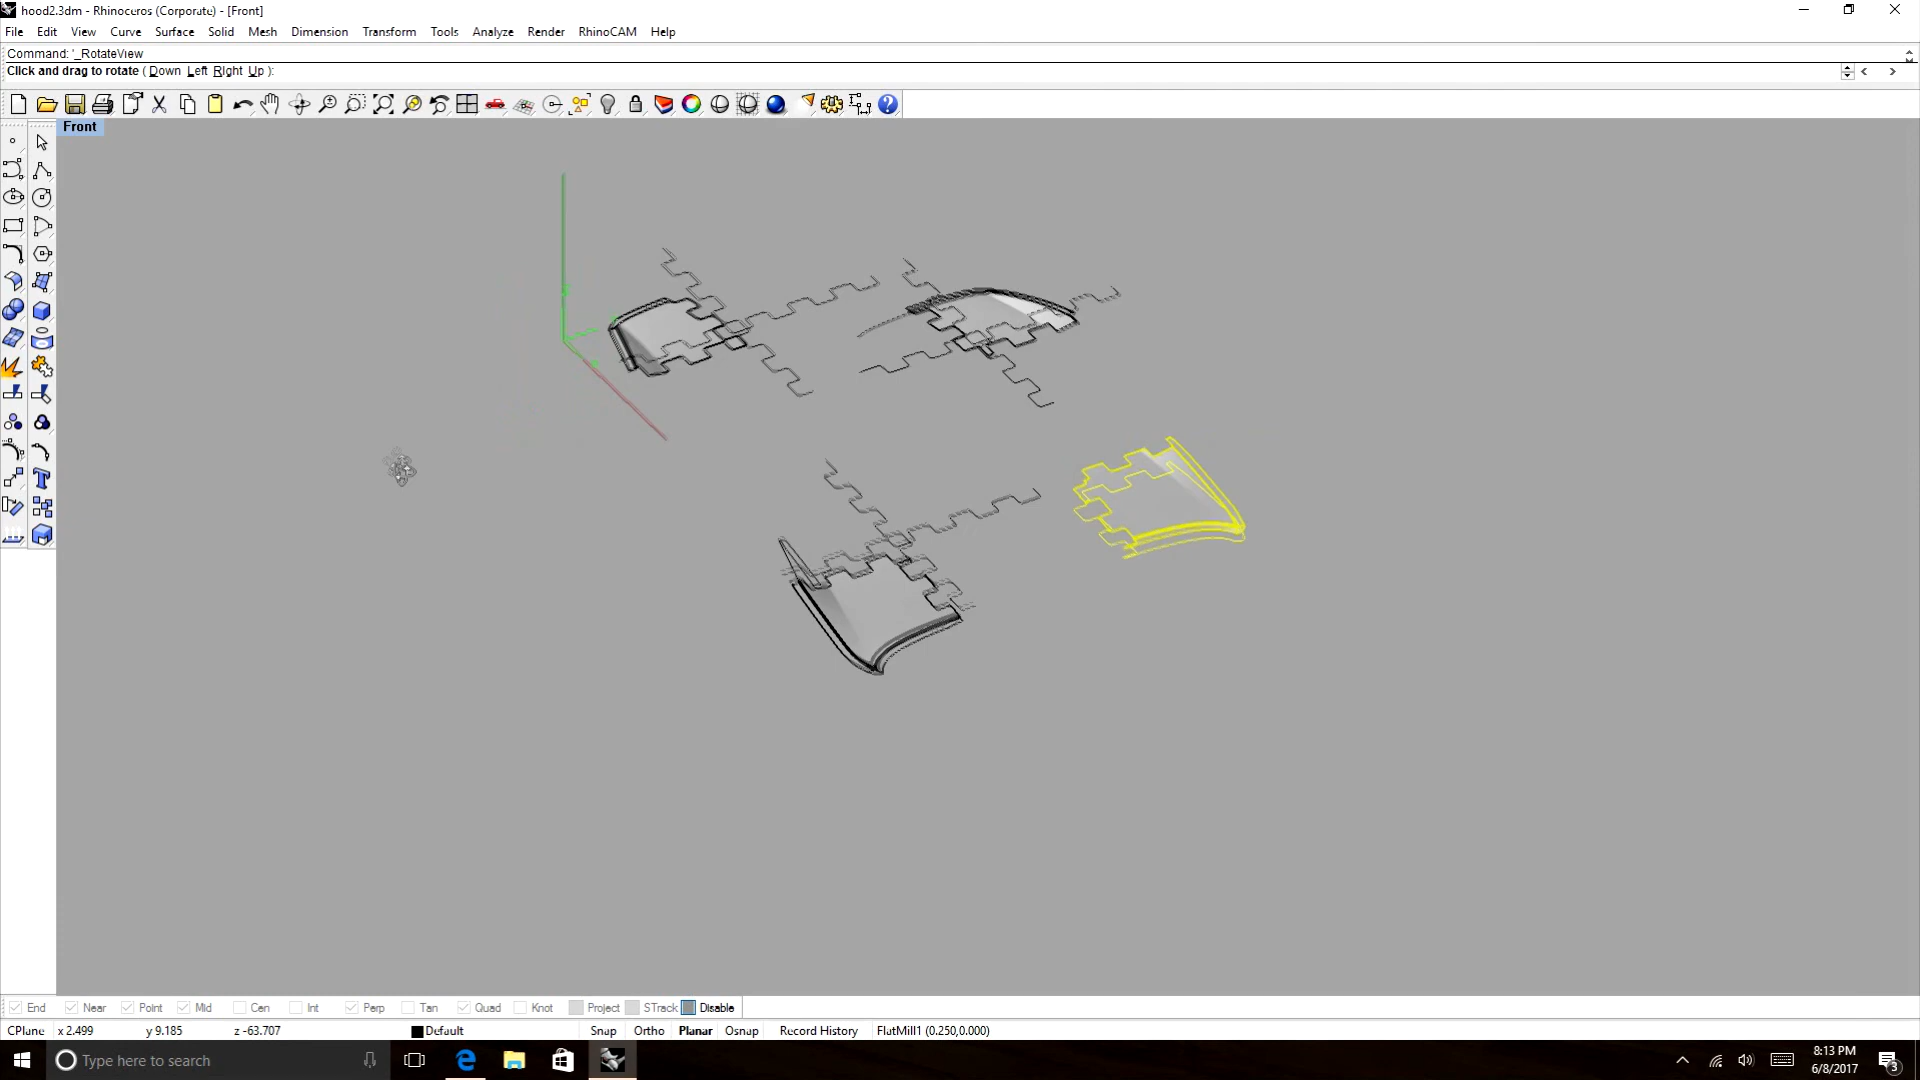 hood2.3dm - Rhinoceros (Corporate) - [Front]
File Edit View Curve Surface Solid Mesh Dimension Transform Tools Analyze Render RhinoCAM Help
Command: '_RotateView
Click and drag to rotate ( Down Left Right Up ):
Front
End Near Point Mid Cen Int Perp Tan Quad Knot Project STrack Disable
CPlane x 2.499 y 9.185 z -63.707 Default Snap Ortho Planar Osnap Record History FlatMill1 (0.250,0.000)
Type here to search
8:13 PM
6/8/2017
3